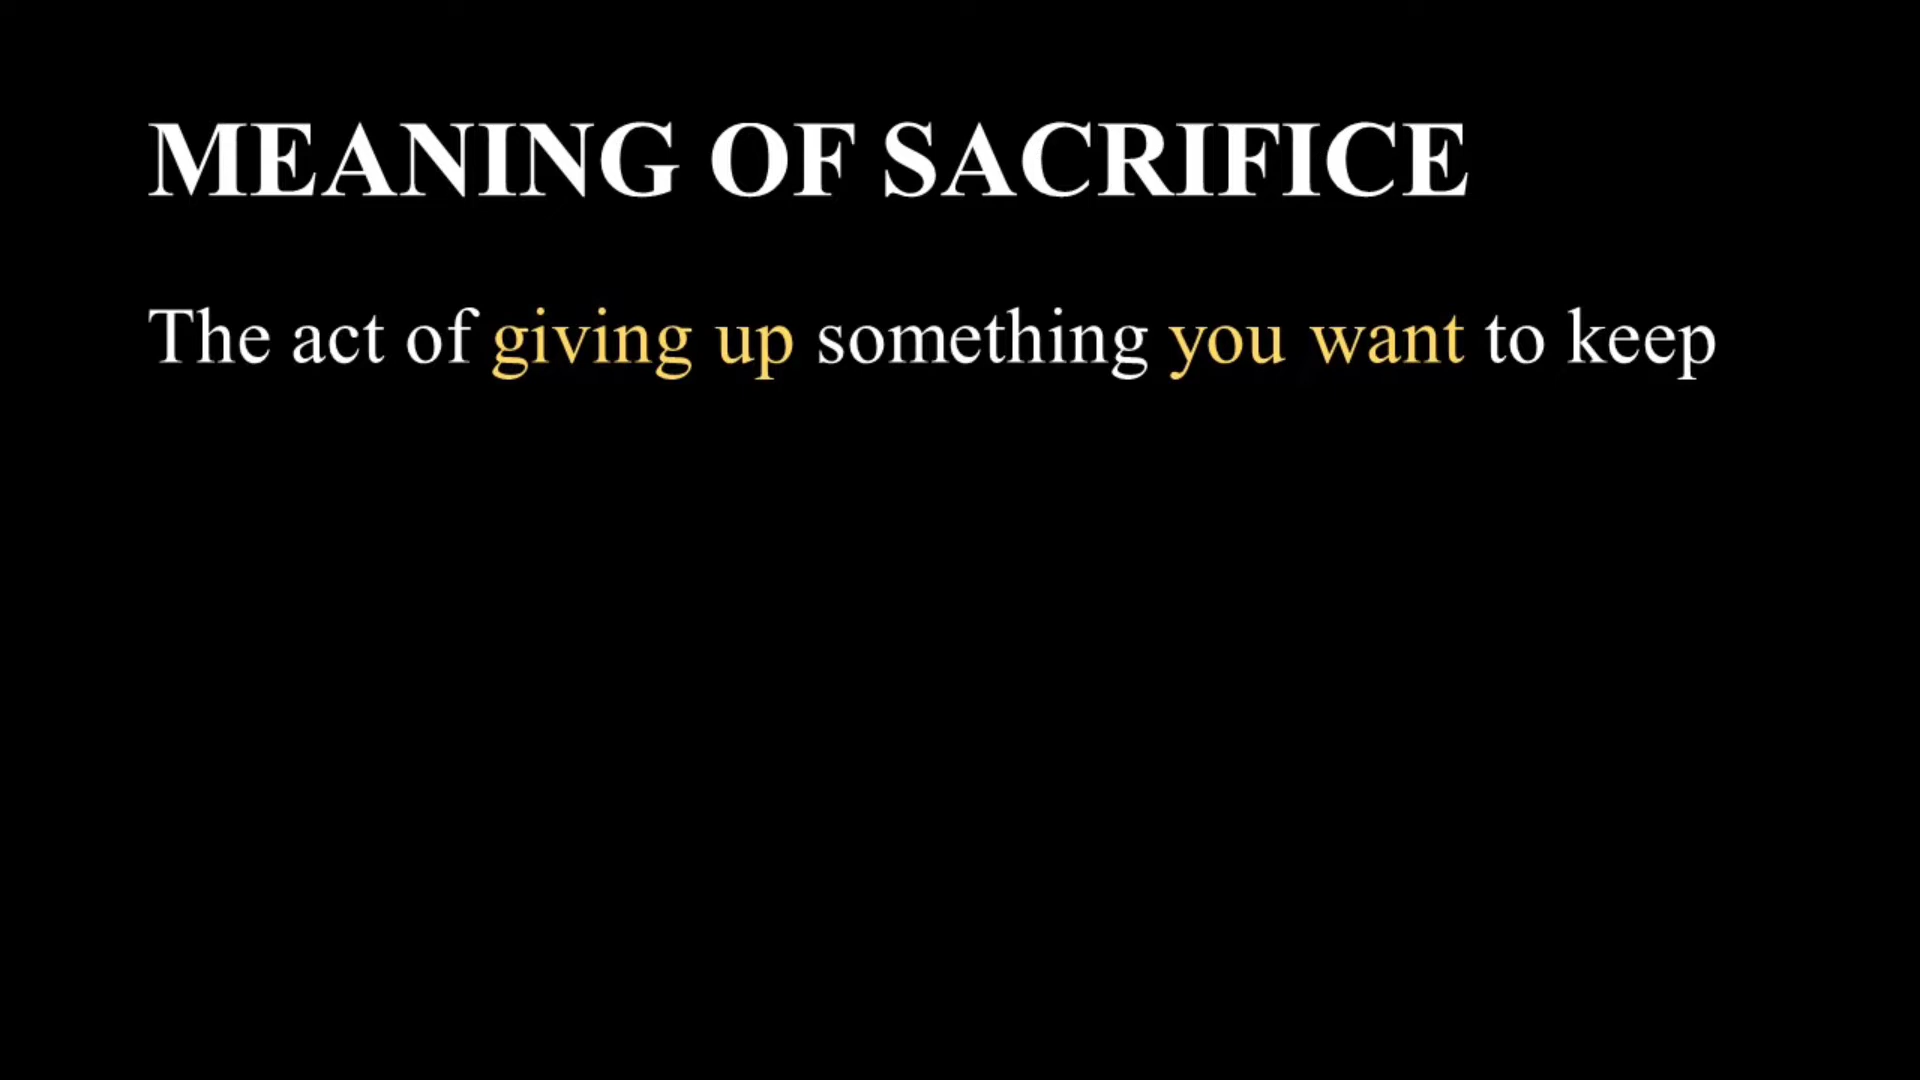 MEANING OF SACRIFICE
The act of giving up something you want to keep